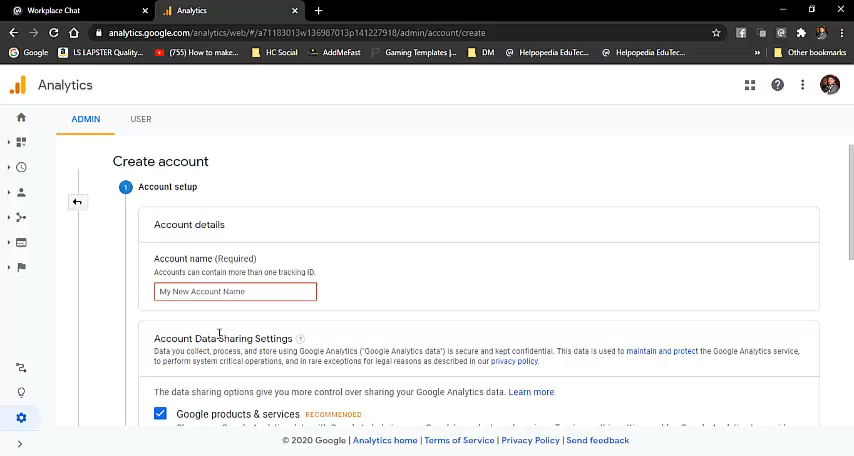 Workplace Chat
Analytics
analytics.google.com/analytics/web/#/a71183013w136987013p141227918/admin/account/create
Google
LS LAPSTER Quality...
(755) How to make...
HC Social
AddMeFast
Gaming Templates |...
DM
Helpopedia EduTec...
Helpopedia EduTec...
Other bookmarks
Analytics
ADMIN
USER
Create account
1 Account setup
Account details
Account name (Required)
Accounts can contain more than one tracking ID.
My New Account Name
Account Data-Sharing Settings
Data you collect, process, and store using Google Analytics ("Google Analytics data") is secure and kept confidential. This data is used to maintain and protect the Google Analytics service,
to perform system critical operations, and in rare exceptions for legal reasons as described in our privacy policy.
The data sharing options give you more control over sharing your Google Analytics data. Learn more.
Google products & services RECOMMENDED
© 2020 Google | Analytics home | Terms of Service | Privacy Policy | Send feedback